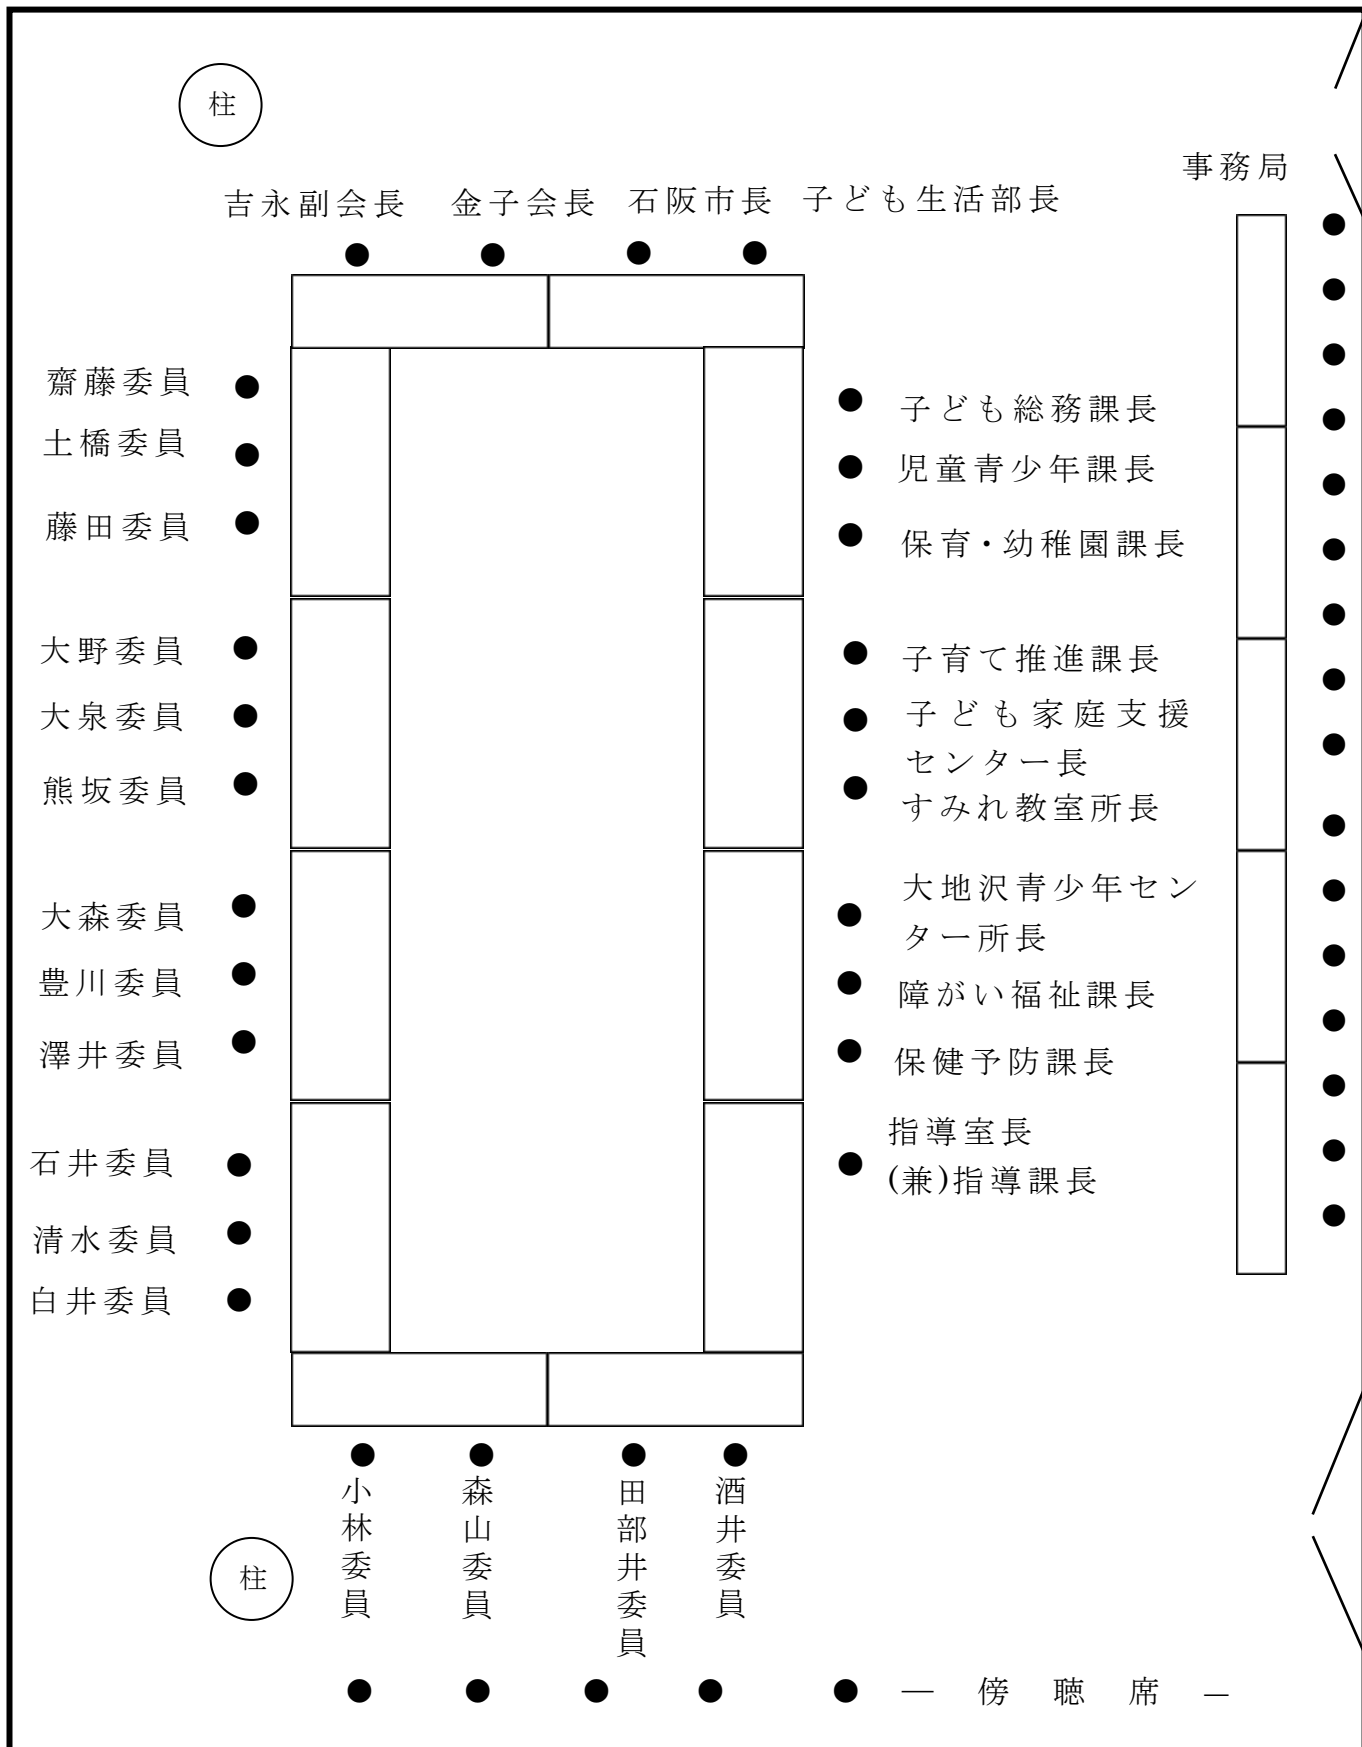 柱
事務局
吉永副会長 金子会長 石阪市長 子ども生活部長
齋藤委員
土橋委員
藤田委員
大野委員
大泉委員
熊坂委員
大森委員
豊川委員
澤井委員
石井委員
清水委員
白井委員
子ども総務課長
児童青少年課長
保育・幼稚園課長
子育て推進課長
子ども家庭支援
センター長
すみれ教室所長
大地沢青少年セン
ター所長
障がい福祉課長
保健予防課長
指導室長
(兼)指導課長
小林委員
森山委員
田部井委員
酒井委員
柱
― 傍聴席 ―